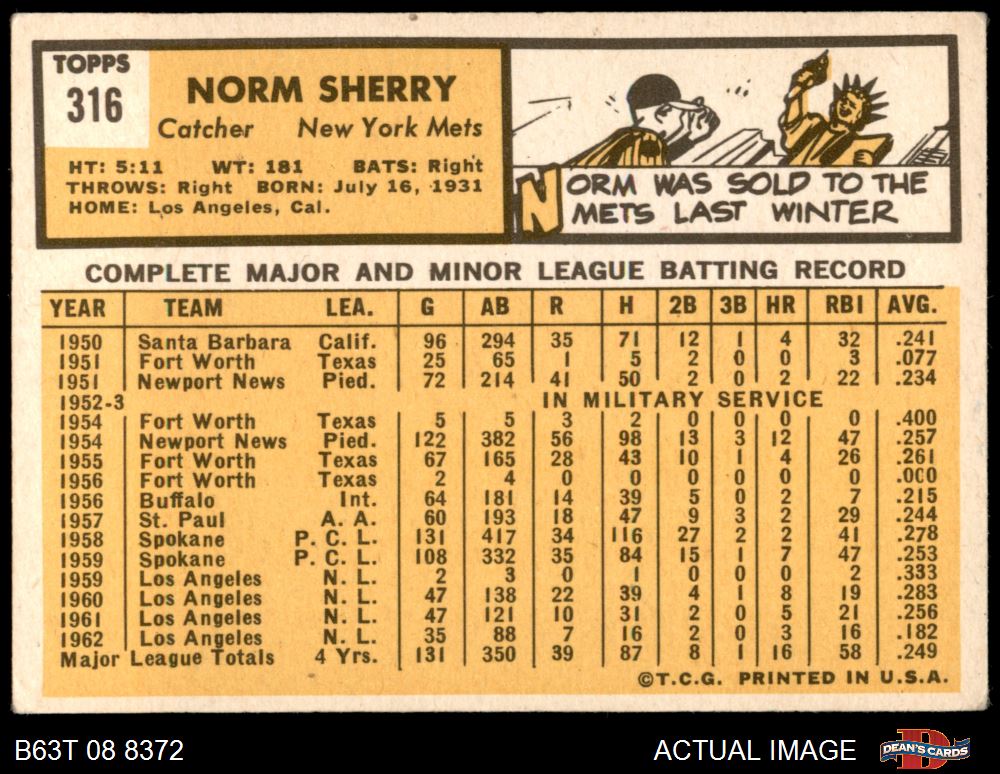 TOPPS
316
NORM SHERRY
Catcher New York Mets
HT: 5:11 WT: 181 BATS: Right
THROWS: Right BORN: July 16, 1931
HOME: Los Angeles, Cal.
NORM WAS SOLD TO THE
METS LAST WINTER
COMPLETE MAJOR AND MINOR LEAGUE BATTING RECORD
YEAR TEAM LEA. G AB R H 2B 3B HR RBI AVG.
1950 Santa Barbara Calif. 96 294 35 71 12 1 4 32 .241
1951 Fort Worth Texas 25 65 1 5 2 0 0 3 .077
1951 Newport News Pied. 72 214 41 50 2 0 2 22 .234
1952-3 IN MILITARY SERVICE
1954 Fort Worth Texas 5 5 3 2 0 0 0 0 .400
1954 Newport News Pied. 122 382 56 98 13 3 12 47 .257
1955 Fort Worth Texas 67 165 28 43 10 1 4 26 .261
1956 Fort Worth Texas 2 4 0 0 0 0 0 0 .000
1956 Buffalo Int. 64 181 14 39 5 0 2 7 .215
1957 St. Paul A. A. 60 193 18 47 9 3 2 29 .244
1958 Spokane P. C. L. 131 417 34 116 27 2 2 41 .278
1959 Spokane P. C. L. 108 332 35 84 15 1 7 47 .253
1959 Los Angeles N. L. 2 3 0 1 0 0 0 2 .333
1960 Los Angeles N. L. 47 138 22 39 4 1 8 19 .283
1961 Los Angeles N. L. 47 121 10 31 2 0 5 21 .256
1962 Los Angeles N. L. 35 88 7 16 2 0 3 16 .182
Major League Totals 4 Yrs. 131 350 39 87 8 1 16 58 .249
©T.C.G. PRINTED IN U.S.A.
B63T 08 8372 ACTUAL IMAGE DEAN'S CARDS